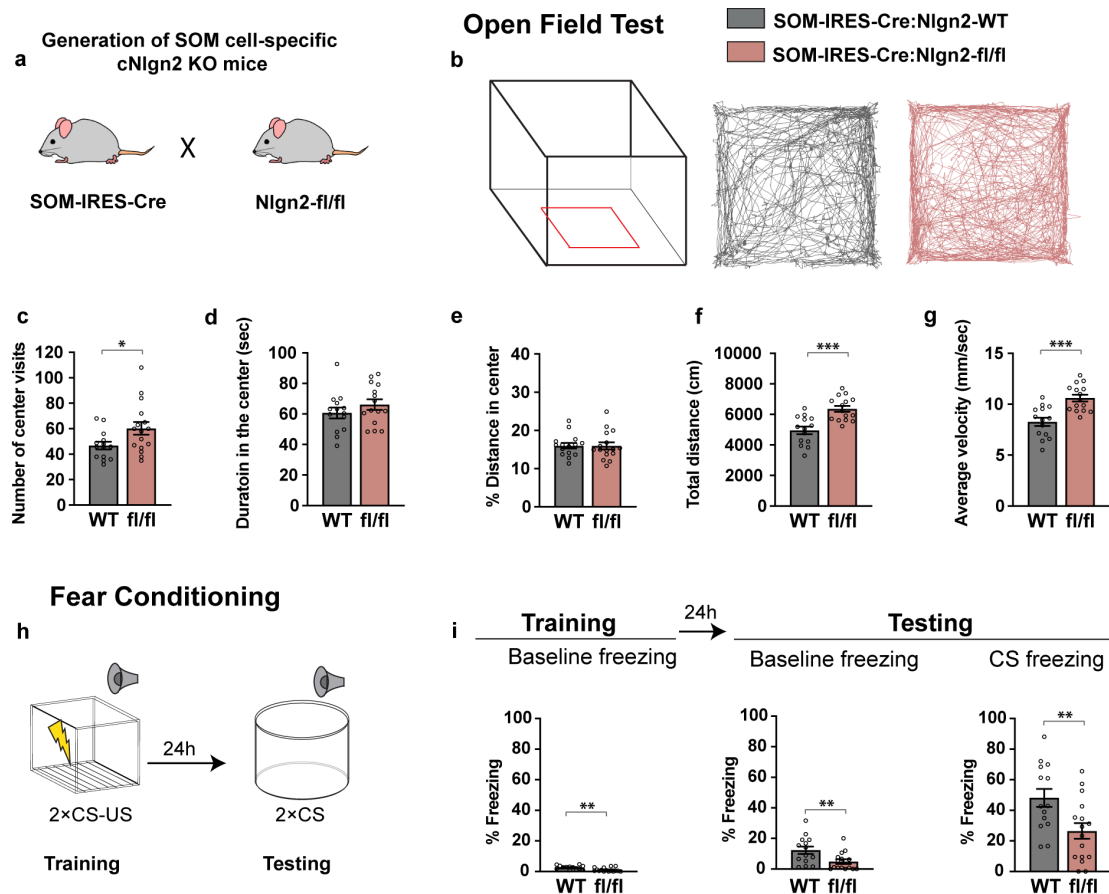 Generation of SOM cell-specific
a
cNlgn2 KO mice
X
SOM-IRES-Cre
Nlgn2-fl/fl
Open Field Test
SOM-IRES-Cre:Nlgn2-WT
SOM-IRES-Cre:Nlgn2-fl/fl
b
c
Number of center visits
120
100
80
60
40
20
0
*
WT fl/fl
d
Duratoin in the center (sec)
100
80
60
40
20
0
WT fl/fl
e
% Distance in center
40
30
20
10
0
WT fl/fl
f
Total distance (cm)
10000
8000
6000
4000
2000
0
***
WT fl/fl
g
Average velocity (mm/sec)
15
10
5
0
***
WT fl/fl
Fear Conditioning
h
24h
2×CS-US
2×CS
Training
Testing
i
Training
24h
Testing
Baseline freezing
Baseline freezing
CS freezing
% Freezing
100
80
60
40
20
0
**
WT fl/fl
% Freezing
100
80
60
40
20
0
**
WT fl/fl
% Freezing
100
80
60
40
20
0
**
WT fl/fl